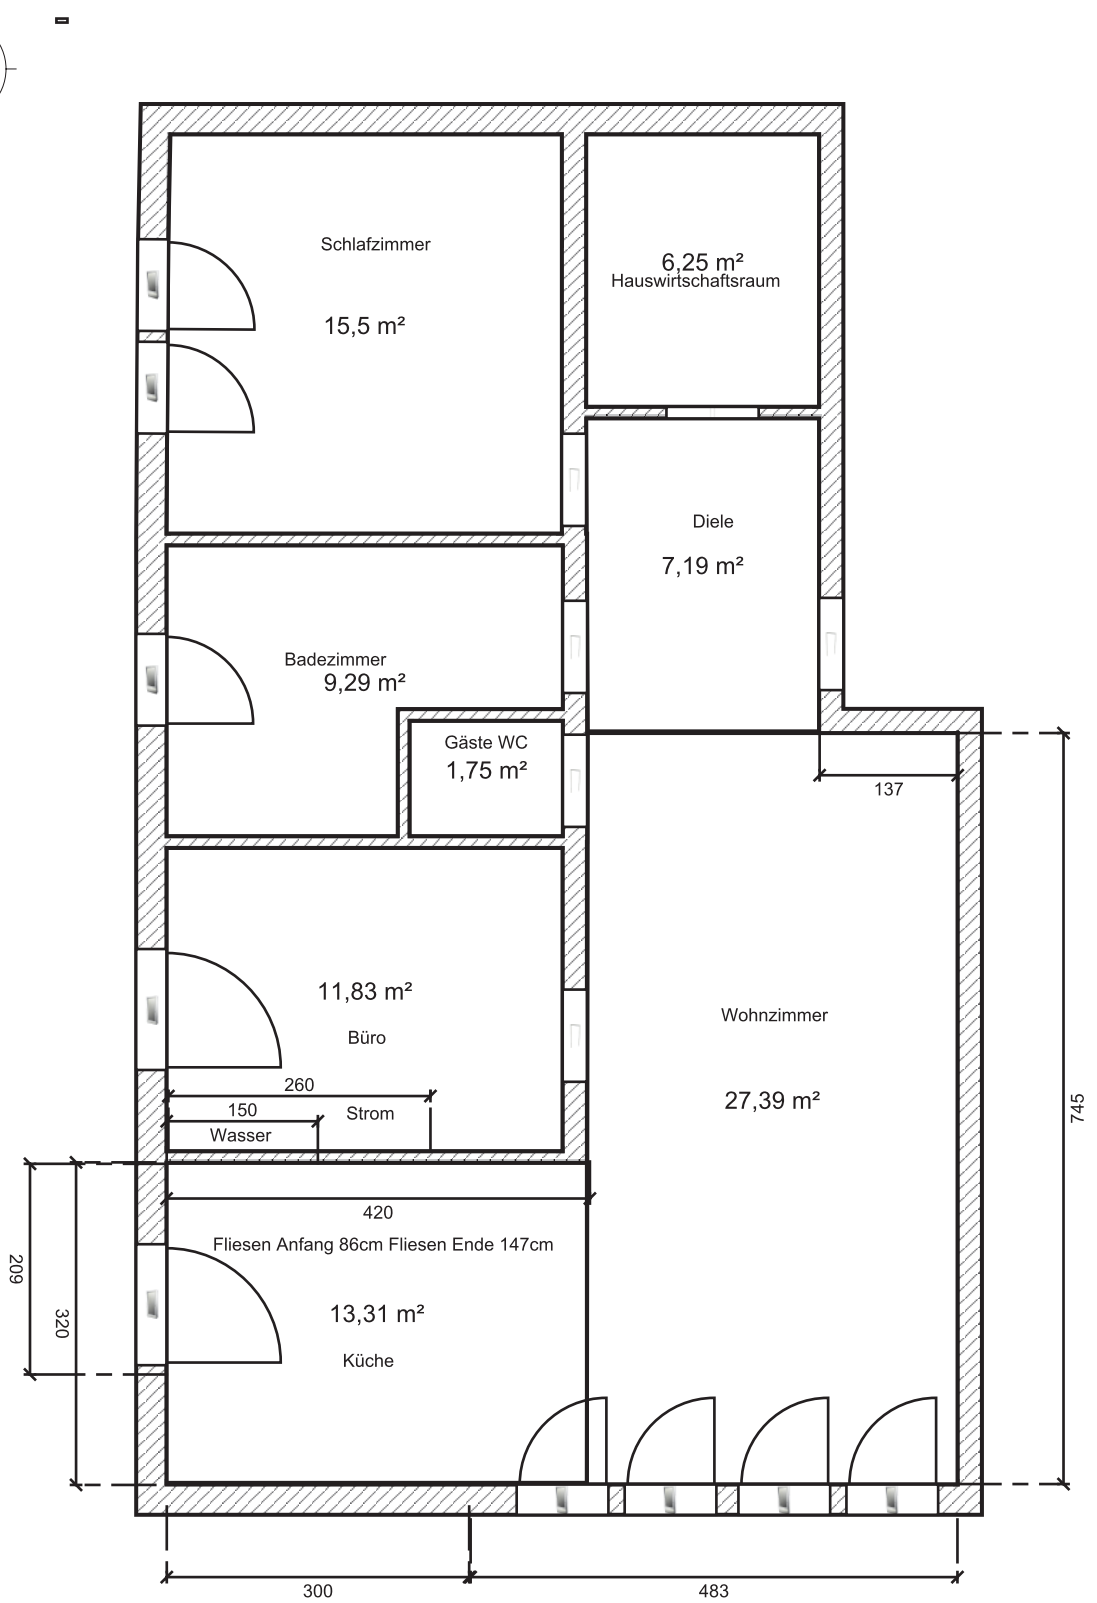 Schlafzimmer
15,5 m²
6,25 m²
Hauswirtschaftsraum
Diele
7,19 m²
Badezimmer
9,29 m²
Gäste WC
1,75 m²
137
11,83 m²
Büro
260
150
Strom
Wasser
Wohnzimmer
27,39 m²
745
420
Fliesen Anfang 86cm Fliesen Ende 147cm
209
320
13,31 m²
Küche
300
483